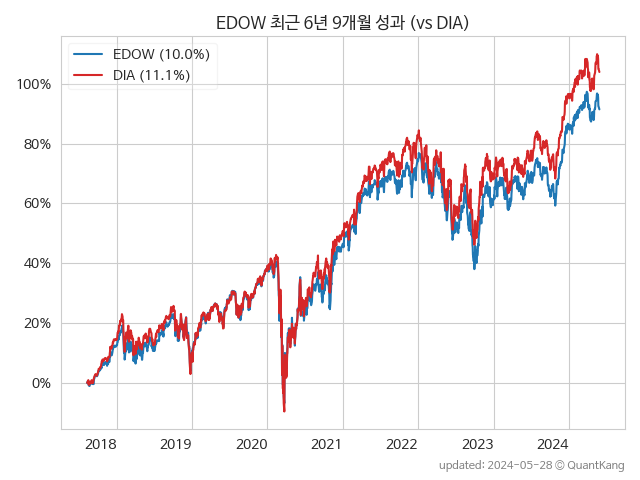 EDOW 최근 6년 9개월 성과 (vs DIA)
EDOW (10.0%)
DIA (11.1%)
100%
80%
60%
40%
20%
0%
2018 2019 2020 2021 2022 2023 2024
updated: 2024-05-28 © QuantKang